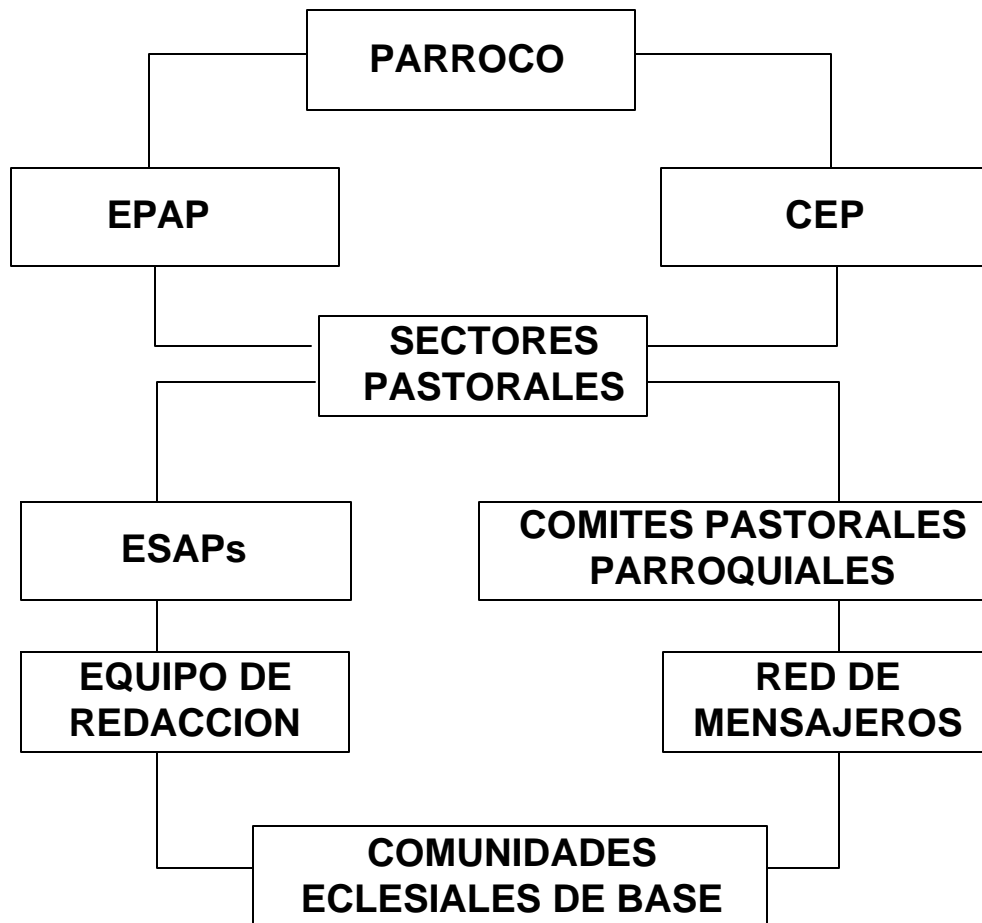 PARROCO
EPAP
CEP
SECTORES
PASTORALES
ESAPs
COMITES PASTORALES
PARROQUIALES
EQUIPO DE
REDACCION
RED DE
MENSAJEROS
COMUNIDADES
ECLESIALES DE BASE